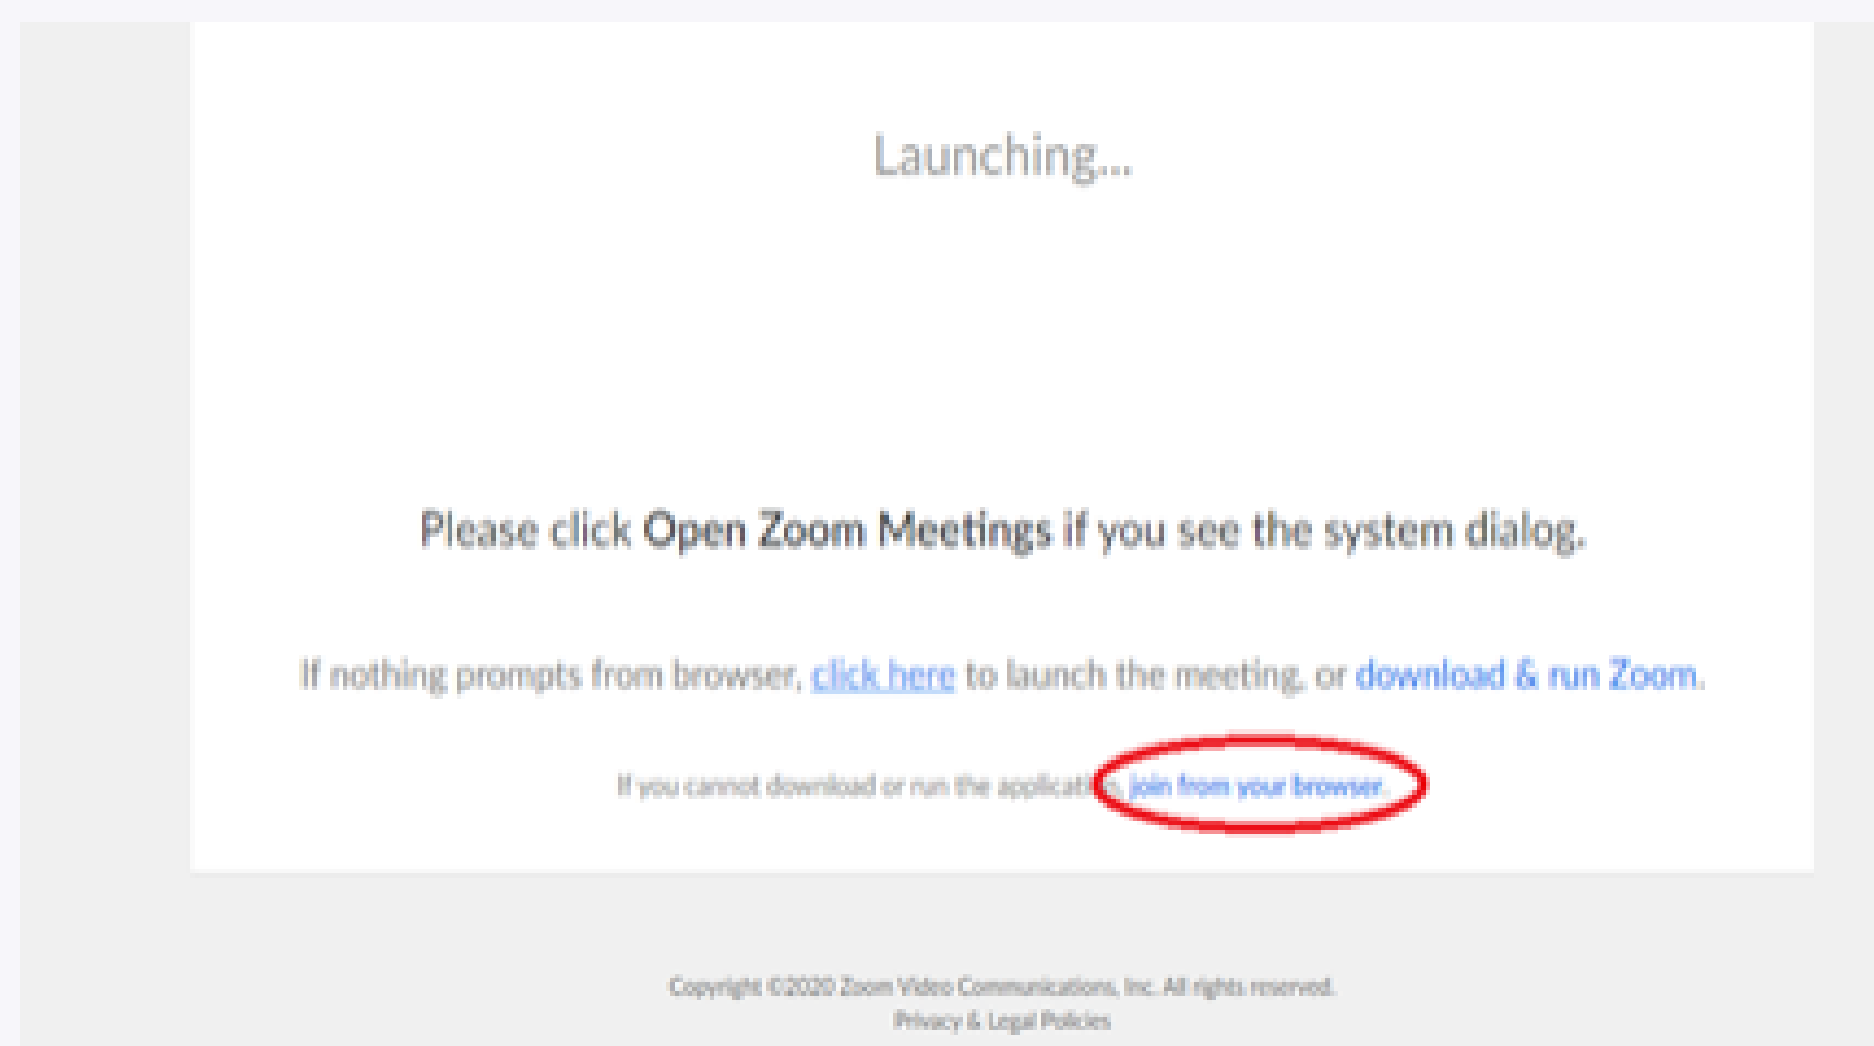 Launching...
Please click Open Zoom Meetings if you see the system dialog.
If nothing prompts from browser, click here to launch the meeting, or download & run Zoom.
If you cannot download or run the applicati , join from your browser.
Copyright ©2020 Zoom Video Communications, Inc. All rights reserved.
Privacy & Legal Policies